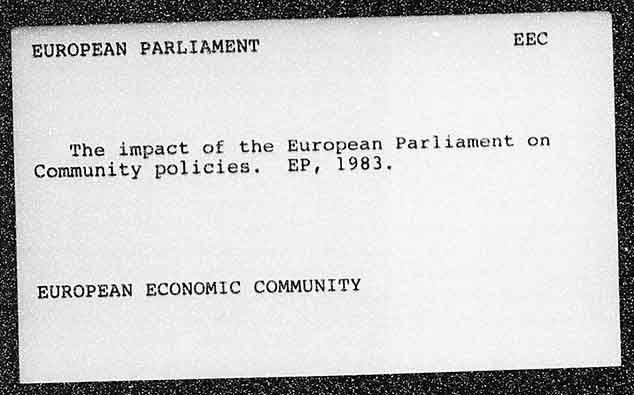 EUROPEAN PARLIAMENT EEC
The impact of the European Parliament on
Community policies. EP, 1983.
EUROPEAN ECONOMIC COMMUNITY